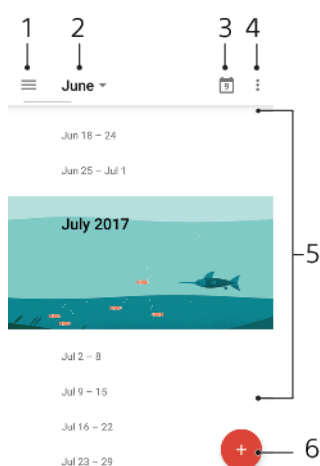 1 2 3 4
June 9
Jun 18 – 24
Jun 25 – Jul 1
July 2017
5
Jul 2 – 8
Jul 9 – 15
Jul 16 – 22
6
Jul 23 – 29